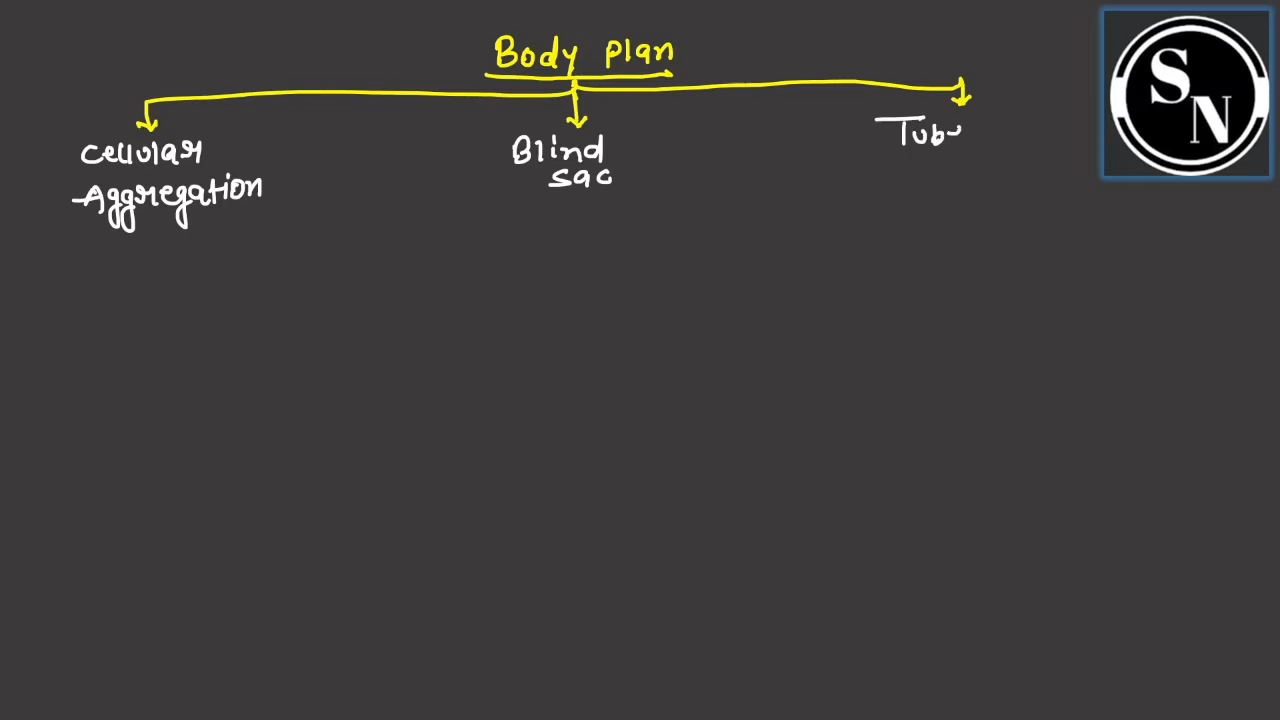 Body Plan
Cellular
Aggregation
Blind
Sac
Tub
SN